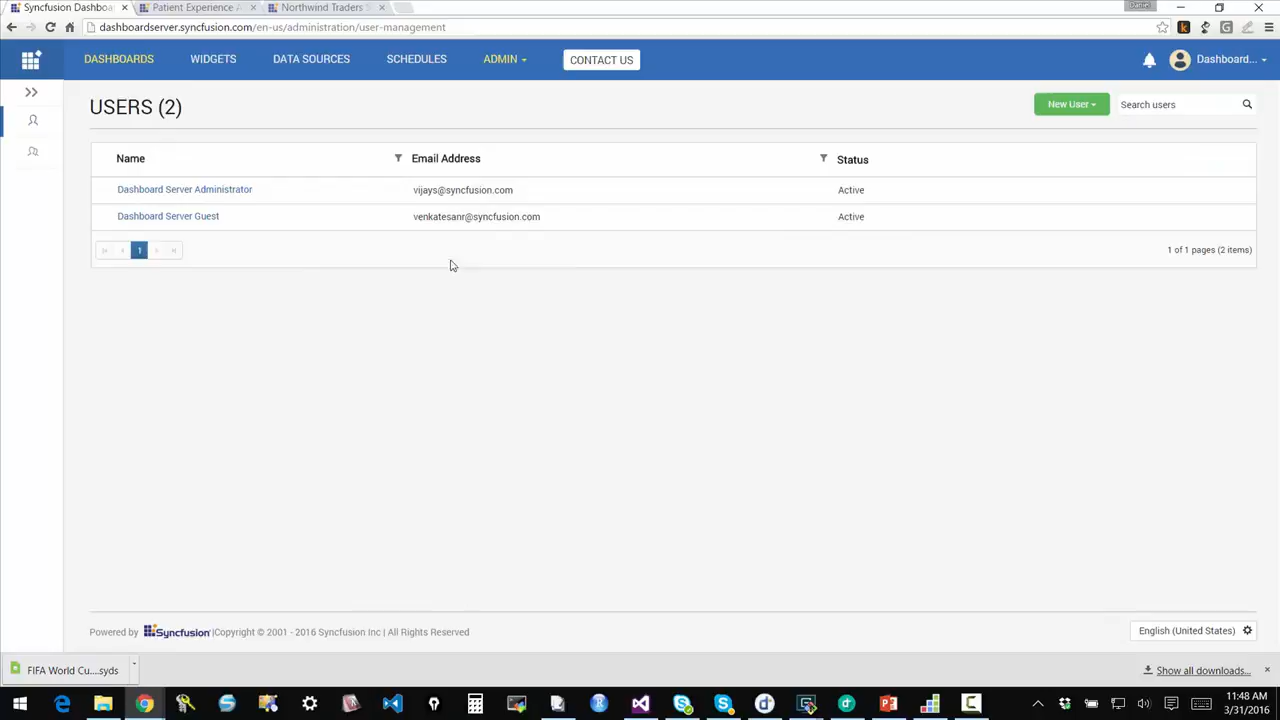 Syncfusion Dashboa
Patient Experience A
Northwind Traders S
Daniel
dashboardserver.syncfusion.com/en-us/administration/user-management
DASHBOARDS
WIDGETS
DATA SOURCES
SCHEDULES
ADMIN
CONTACT US
Dashboard...
USERS (2)
New User
Search users
Name
Email Address
Status
Dashboard Server Administrator
vijays@syncfusion.com
Active
Dashboard Server Guest
venkatesanr@syncfusion.com
Active
1
1 of 1 pages (2 items)
Powered by Syncfusion |Copyright © 2001 - 2016 Syncfusion Inc | All Rights Reserved
English (United States)
FIFA World Cu....syds
Show all downloads...
11:48 AM
3/31/2016